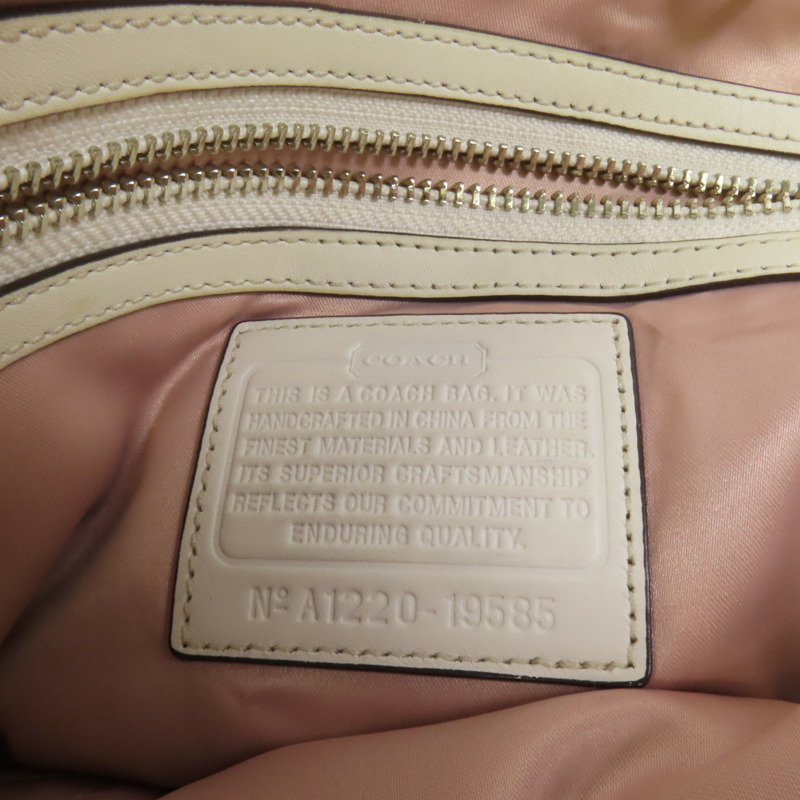 COACH
THIS IS A COACH BAG. IT WAS
HANDCRAFTED IN CHINA FROM THE
FINEST MATERIALS AND LEATHER.
ITS SUPERIOR CRAFTSMANSHIP
REFLECTS OUR COMMITMENT TO
ENDURING QUALITY.
Nº A1220-19585